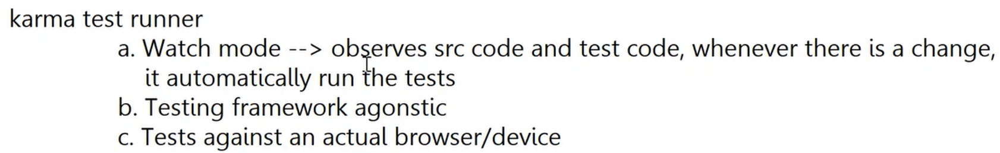 karma test runner
a. Watch mode --> observes src code and test code, whenever there is a change,
it automatically run the tests
b. Testing framework agonstic
c. Tests against an actual browser/device